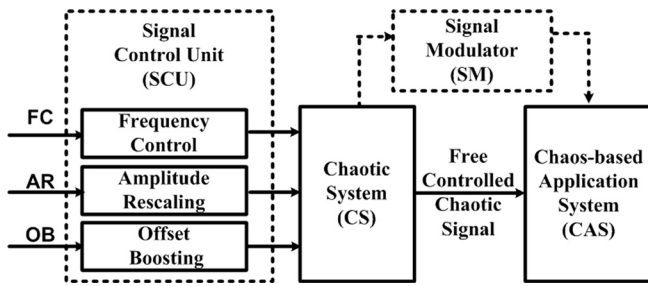 Signal
Control Unit
(SCU)
Signal
Modulator
(SM)
FC
Frequency
Control
AR
Amplitude
Rescaling
OB
Offset
Boosting
Chaotic
System
(CS)
Free
Controlled
Chaotic
Signal
Chaos-based
Application
System
(CAS)